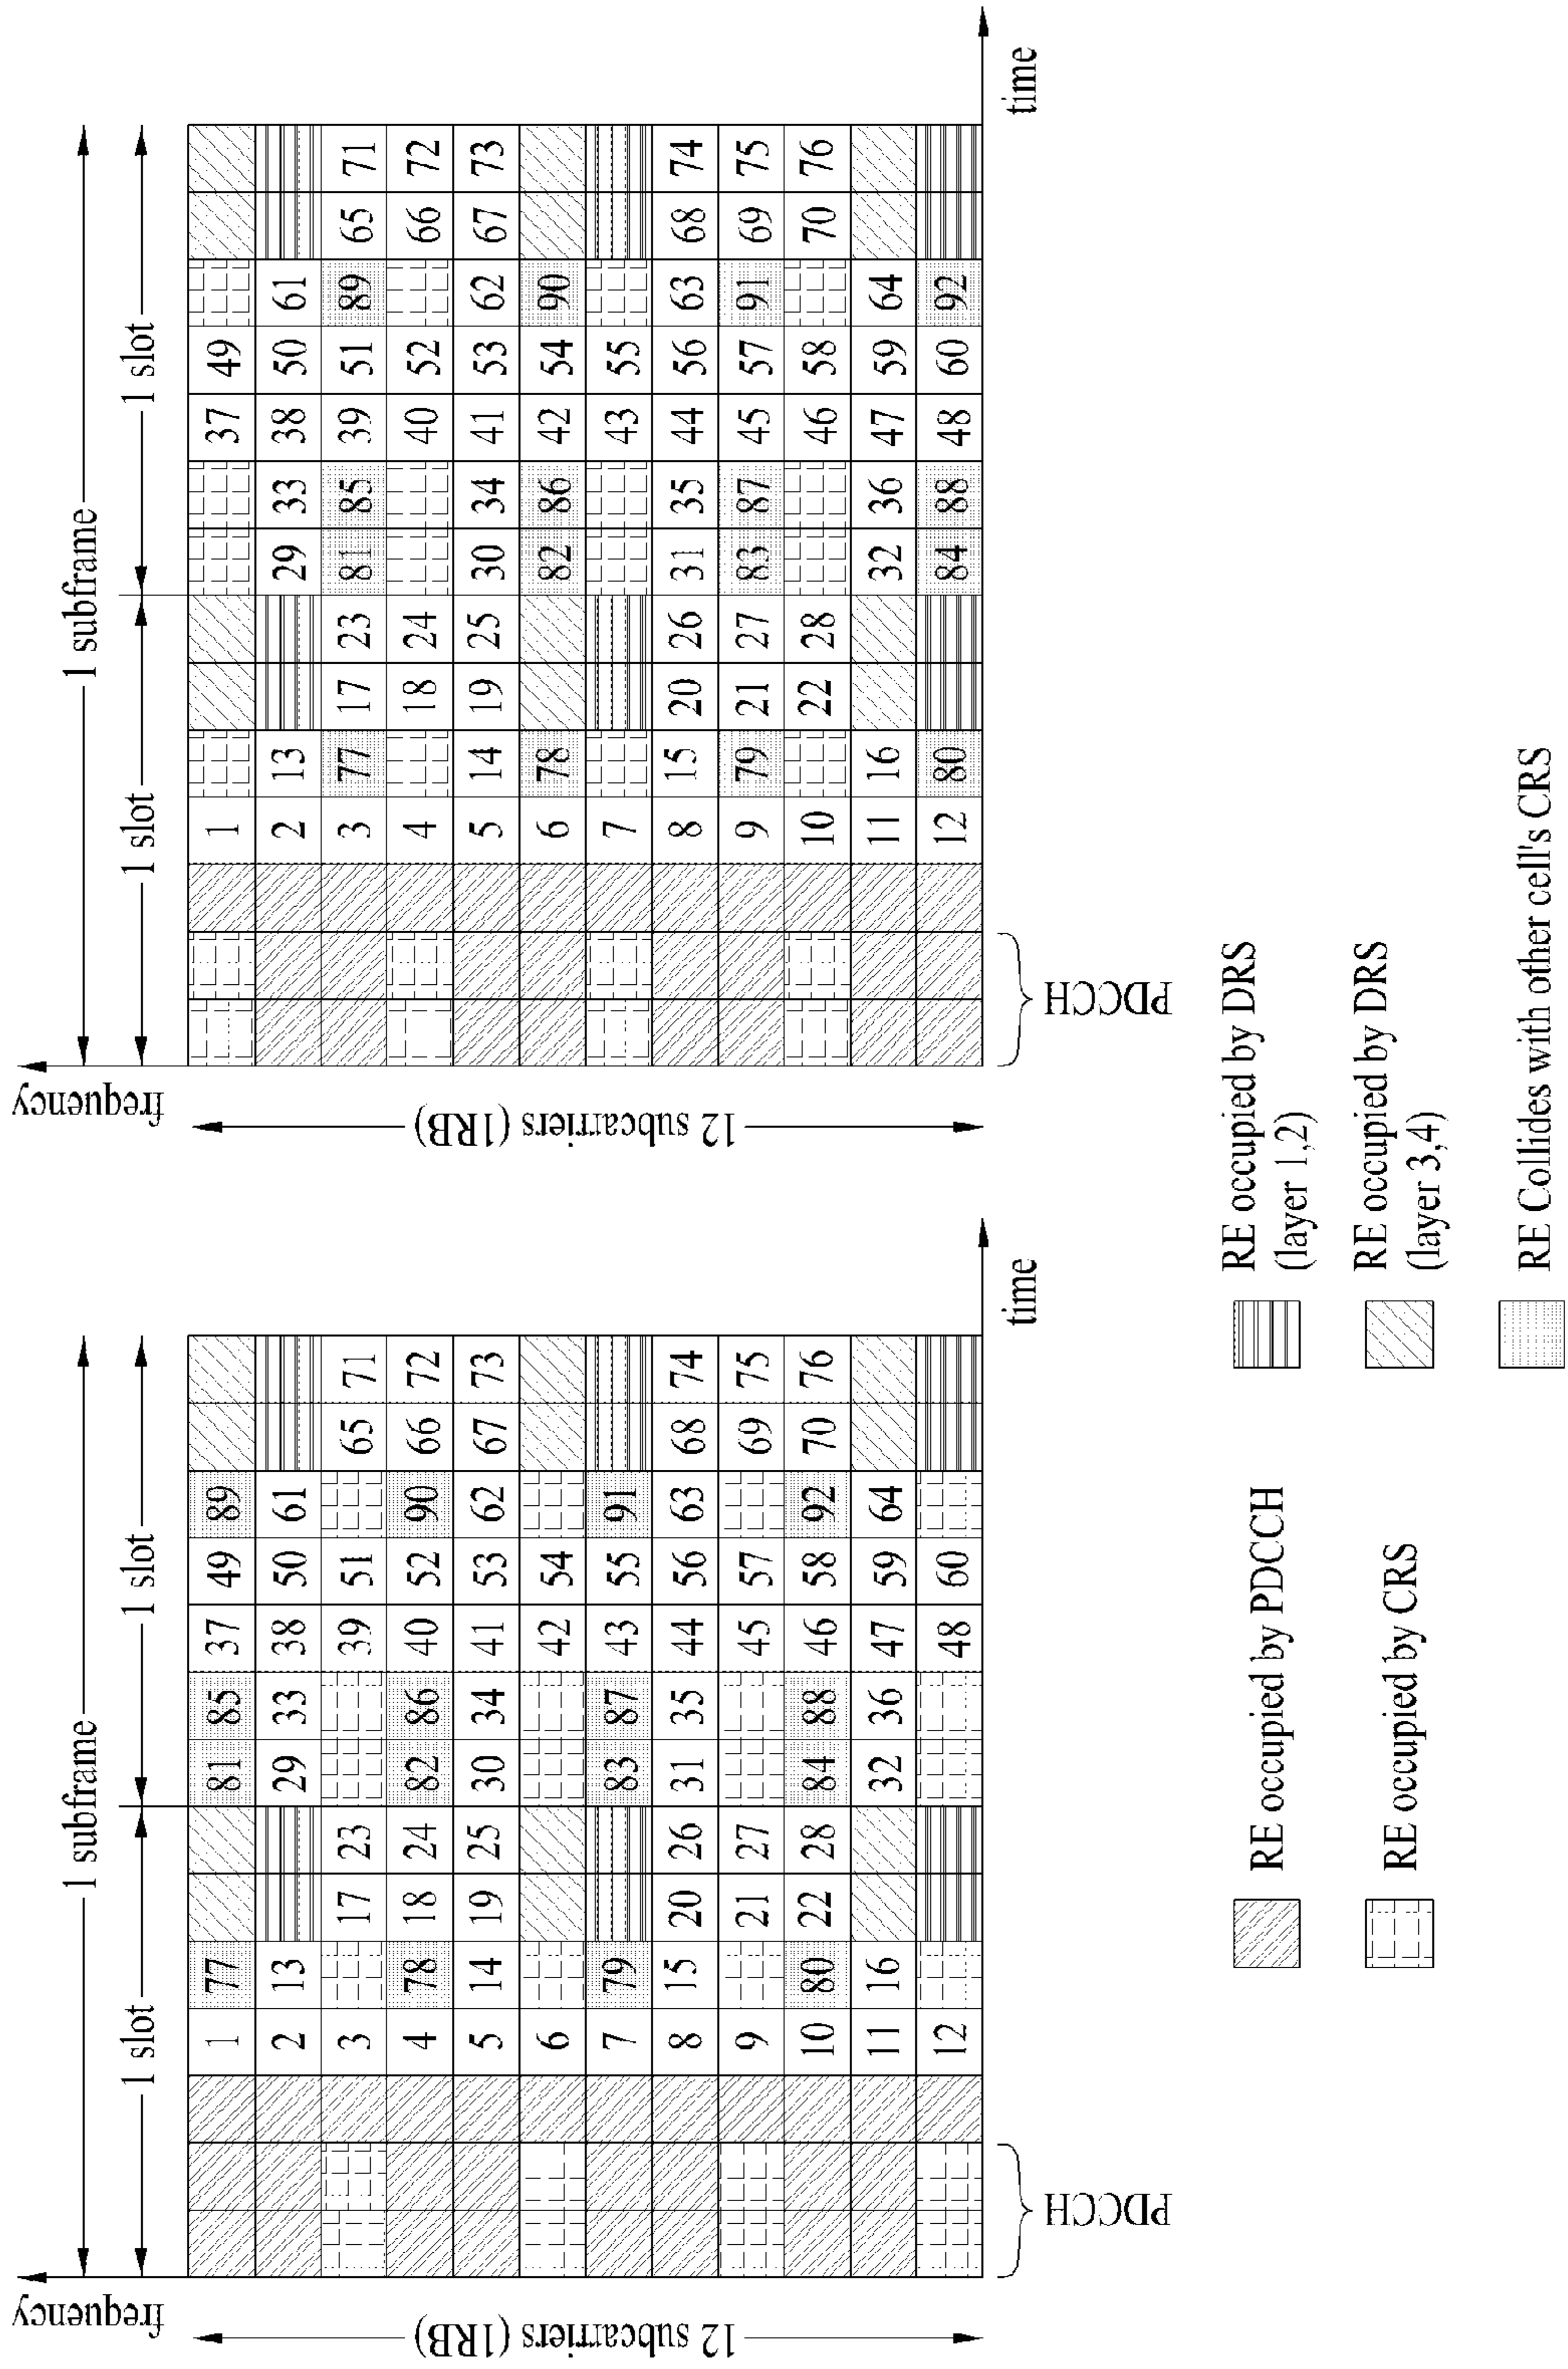 frequency
1 subframe
1 slot 1 slot
12 subcarriers (1RB)
1 77 81 85 37 49 89
2 13 29 33 38 50 61
3 17 23 39 51 65 71
4 78 18 24 82 86 40 52 90 66 72
5 14 19 25 30 34 41 53 62 67 73
6 42 54
7 79 83 87 43 55 91
8 15 20 26 31 35 44 56 63 68 74
9 21 27 45 57 69 75
10 80 22 28 84 88 46 58 92 70 76
11 16 32 36 47 59 64
12 48 60
time
PDCCH
frequency
1 subframe
1 slot 1 slot
12 subcarriers (1RB)
1 37 49
2 13 29 33 38 50 61
3 77 17 23 81 85 39 51 89 65 71
4 18 24 40 52 66 72
5 14 19 25 30 34 41 53 62 67 73
6 78 82 86 42 54 90
7 43 55
8 15 20 26 31 35 44 56 63 68 74
9 79 21 27 83 87 45 57 91 69 75
10 22 28 46 58 70 76
11 16 32 36 47 59 64
12 80 84 88 48 60 92
time
PDCCH
RE occupied by PDCCH
RE occupied by CRS
RE occupied by DRS
(layer 1,2)
RE occupied by DRS
(layer 3,4)
RE Collides with other cell's CRS